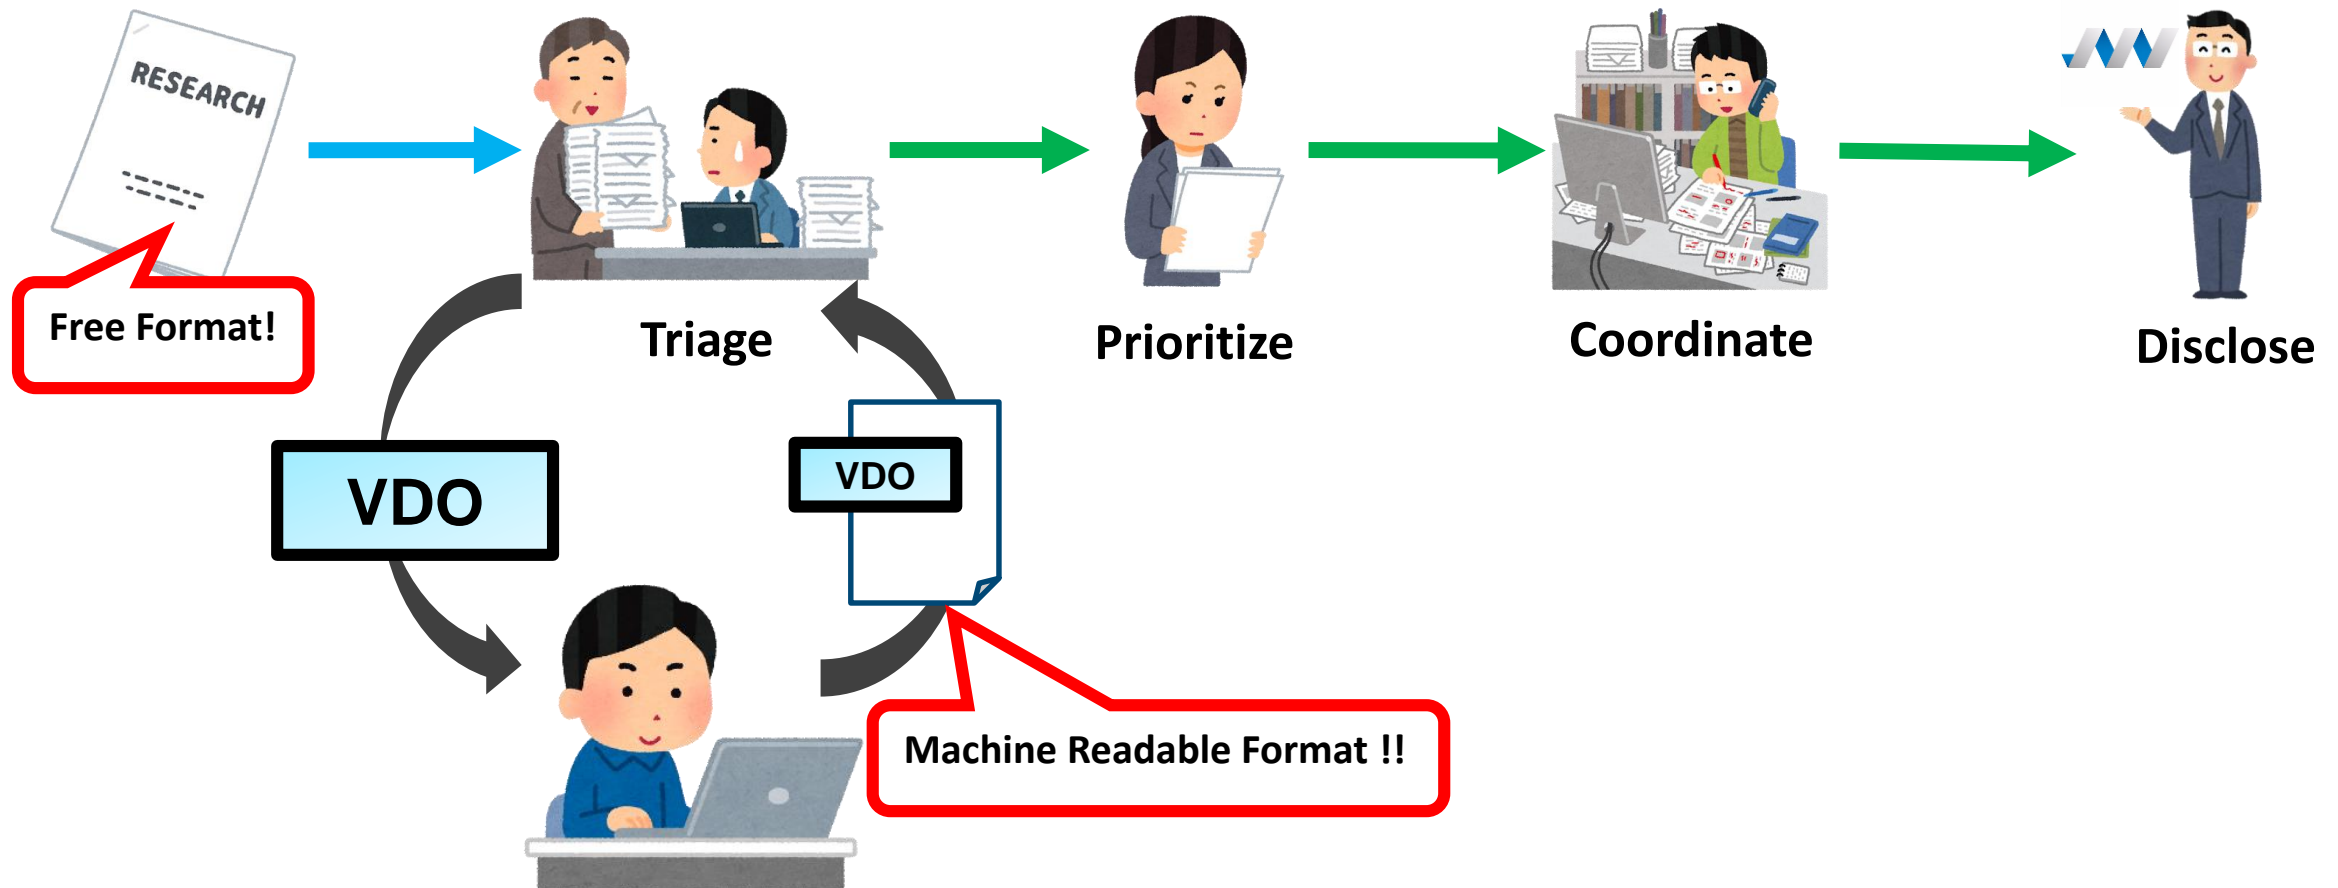 RESEARCH
Free Format!
Triage
Prioritize
Coordinate
Disclose
VDO
VDO
Machine Readable Format !!